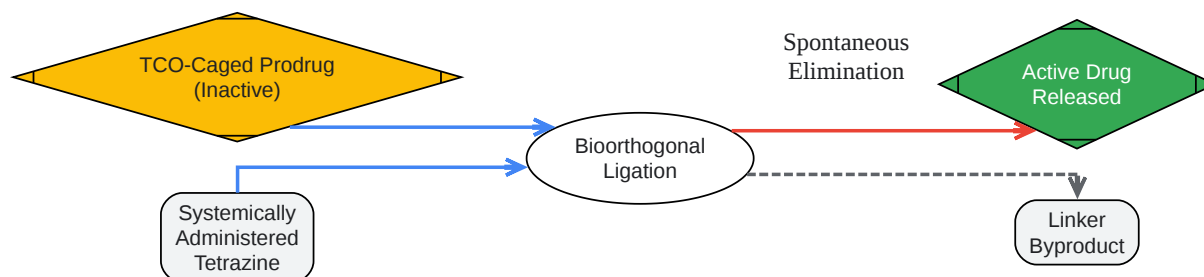 TCO-Caged Prodrug
(Inactive)
Spontaneous
Elimination
Active Drug
Released
Bioorthogonal
Ligation
Systemically
Administered
Tetrazine
Linker
Byproduct